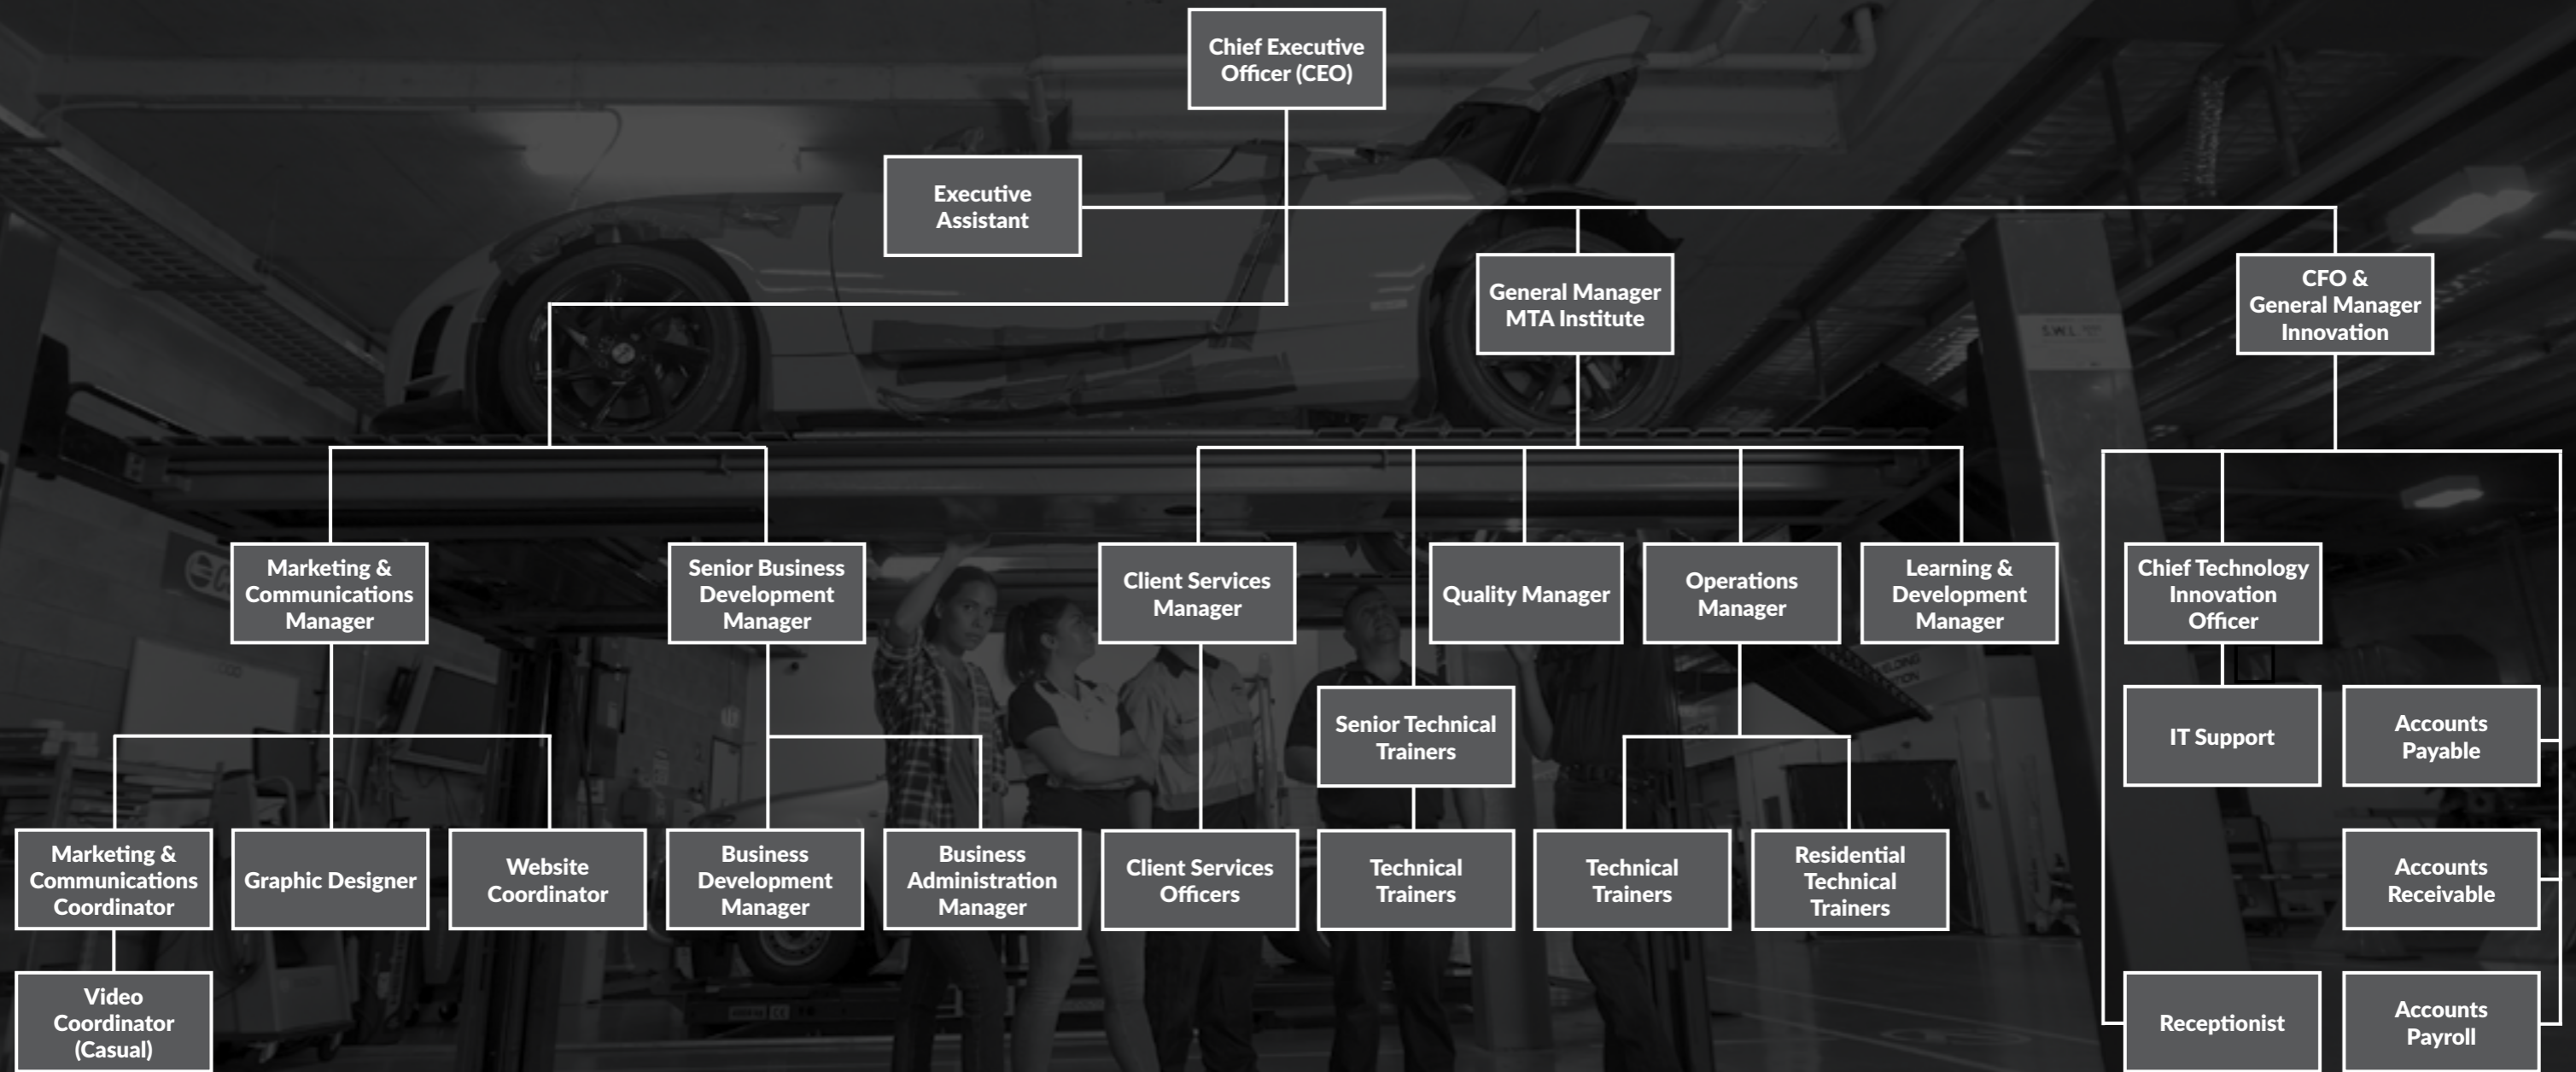 Chief Executive
Officer (CEO)
Executive
Assistant
General Manager
MTA Institute
CFO &
General Manager
Innovation
Marketing &
Communications
Manager
Senior Business
Development
Manager
Client Services
Manager
Quality Manager
Operations
Manager
Learning &
Development
Manager
Chief Technology
Innovation
Officer
Senior Technical
Trainers
IT Support
Accounts
Payable
Marketing &
Communications
Coordinator
Graphic Designer
Website
Coordinator
Business
Development
Manager
Business
Administration
Manager
Client Services
Officers
Technical
Trainers
Technical
Trainers
Residential
Technical
Trainers
Accounts
Receivable
Video
Coordinator
(Casual)
Receptionist
Accounts
Payroll